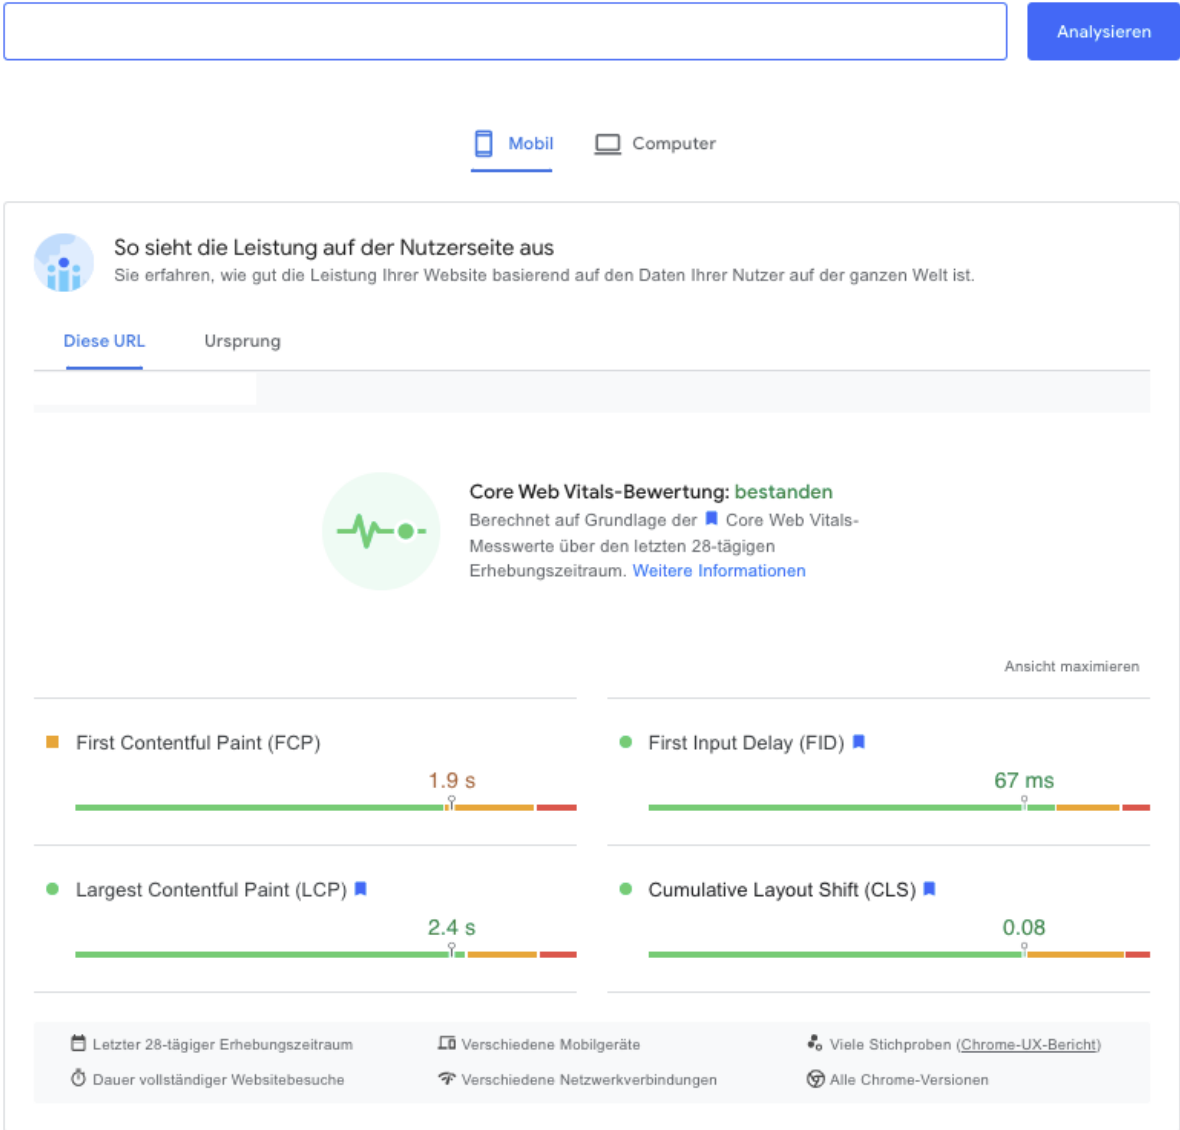 Analysieren
Mobil
Computer
So sieht die Leistung auf der Nutzerseite aus
Sie erfahren, wie gut die Leistung Ihrer Website basierend auf den Daten Ihrer Nutzer auf der ganzen Welt ist.
Diese URL
Ursprung
Core Web Vitals-Bewertung: bestanden
Berechnet auf Grundlage der Core Web Vitals-
Messwerte über den letzten 28-tägigen
Erhebungszeitraum. Weitere Informationen
Ansicht maximieren
First Contentful Paint (FCP)
1.9 s
First Input Delay (FID)
67 ms
Largest Contentful Paint (LCP)
2.4 s
Cumulative Layout Shift (CLS)
0.08
Letzter 28-tägiger Erhebungszeitraum
Verschiedene Mobilgeräte
Viele Stichproben (Chrome-UX-Bericht)
Dauer vollständiger Websitebesuche
Verschiedene Netzwerkverbindungen
Alle Chrome-Versionen